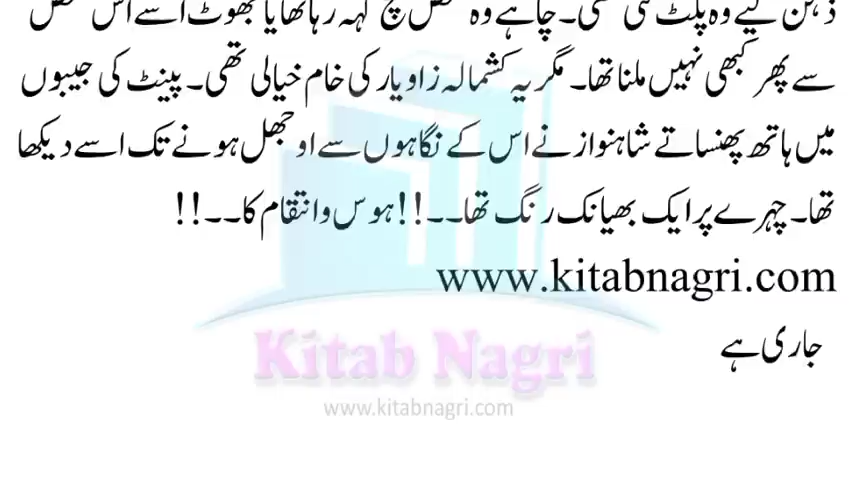 ذہن لیے وہ پلٹ گئی تھی۔ چاہے وہ شخص سچ کہہ رہا تھا یا جھوٹ اسے اس شخص
سے پھر کبھی نہیں ملنا تھا۔ مگر یہ کشمالہ زاویار کی خام خیالی تھی۔ پینٹ کی جیبوں
میں ہاتھ پھنساتے شاہنواز نے اس کے نگاہوں سے اوجھل ہونے تک اسے دیکھا
تھا۔ چہرے پر ایک بھیانک رنگ تھا۔۔!! ہوس و انتقام کا۔۔!!
www.kitabnagri.com
جاری ہے
Kitab Nagri
www.kitabnagri.com